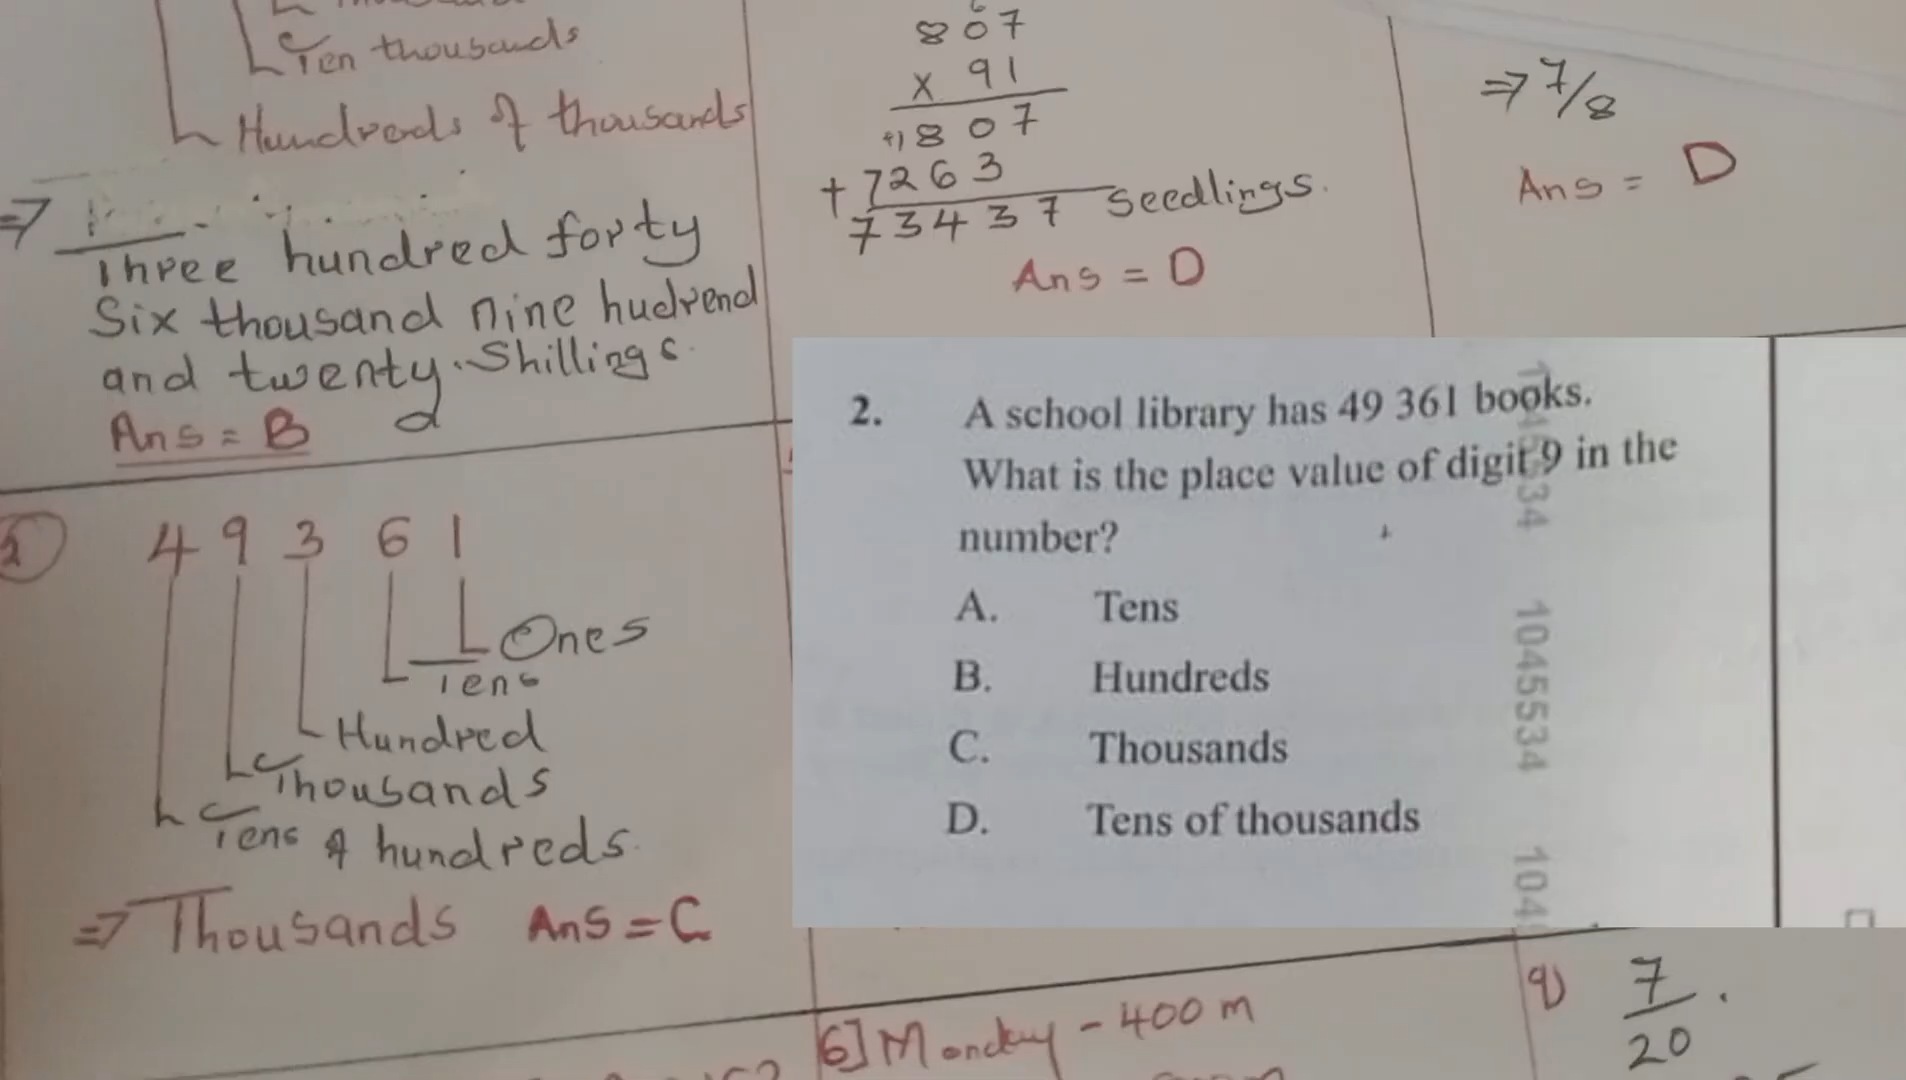 Ten thousands
Hundreds of thousands
⇒ Three hundred forty
Six thousand nine hudrend
and twenty. Shillings
Ans = B
6
807
x 91
+1 807
+ 7263
73437 seedlings.
Ans = D
⇒ 7/8
Ans = D
2. A school library has 49 361 books.
What is the place value of digit 9 in the
number?
A. Tens
B. Hundreds
C. Thousands
D. Tens of thousands
1045534
4 9 3 6 1
Ones
Tens
Hundred
Thousands
Tens of hundreds.
⇒ Thousands Ans = C
6] Monday - 400 m
9) 7
20